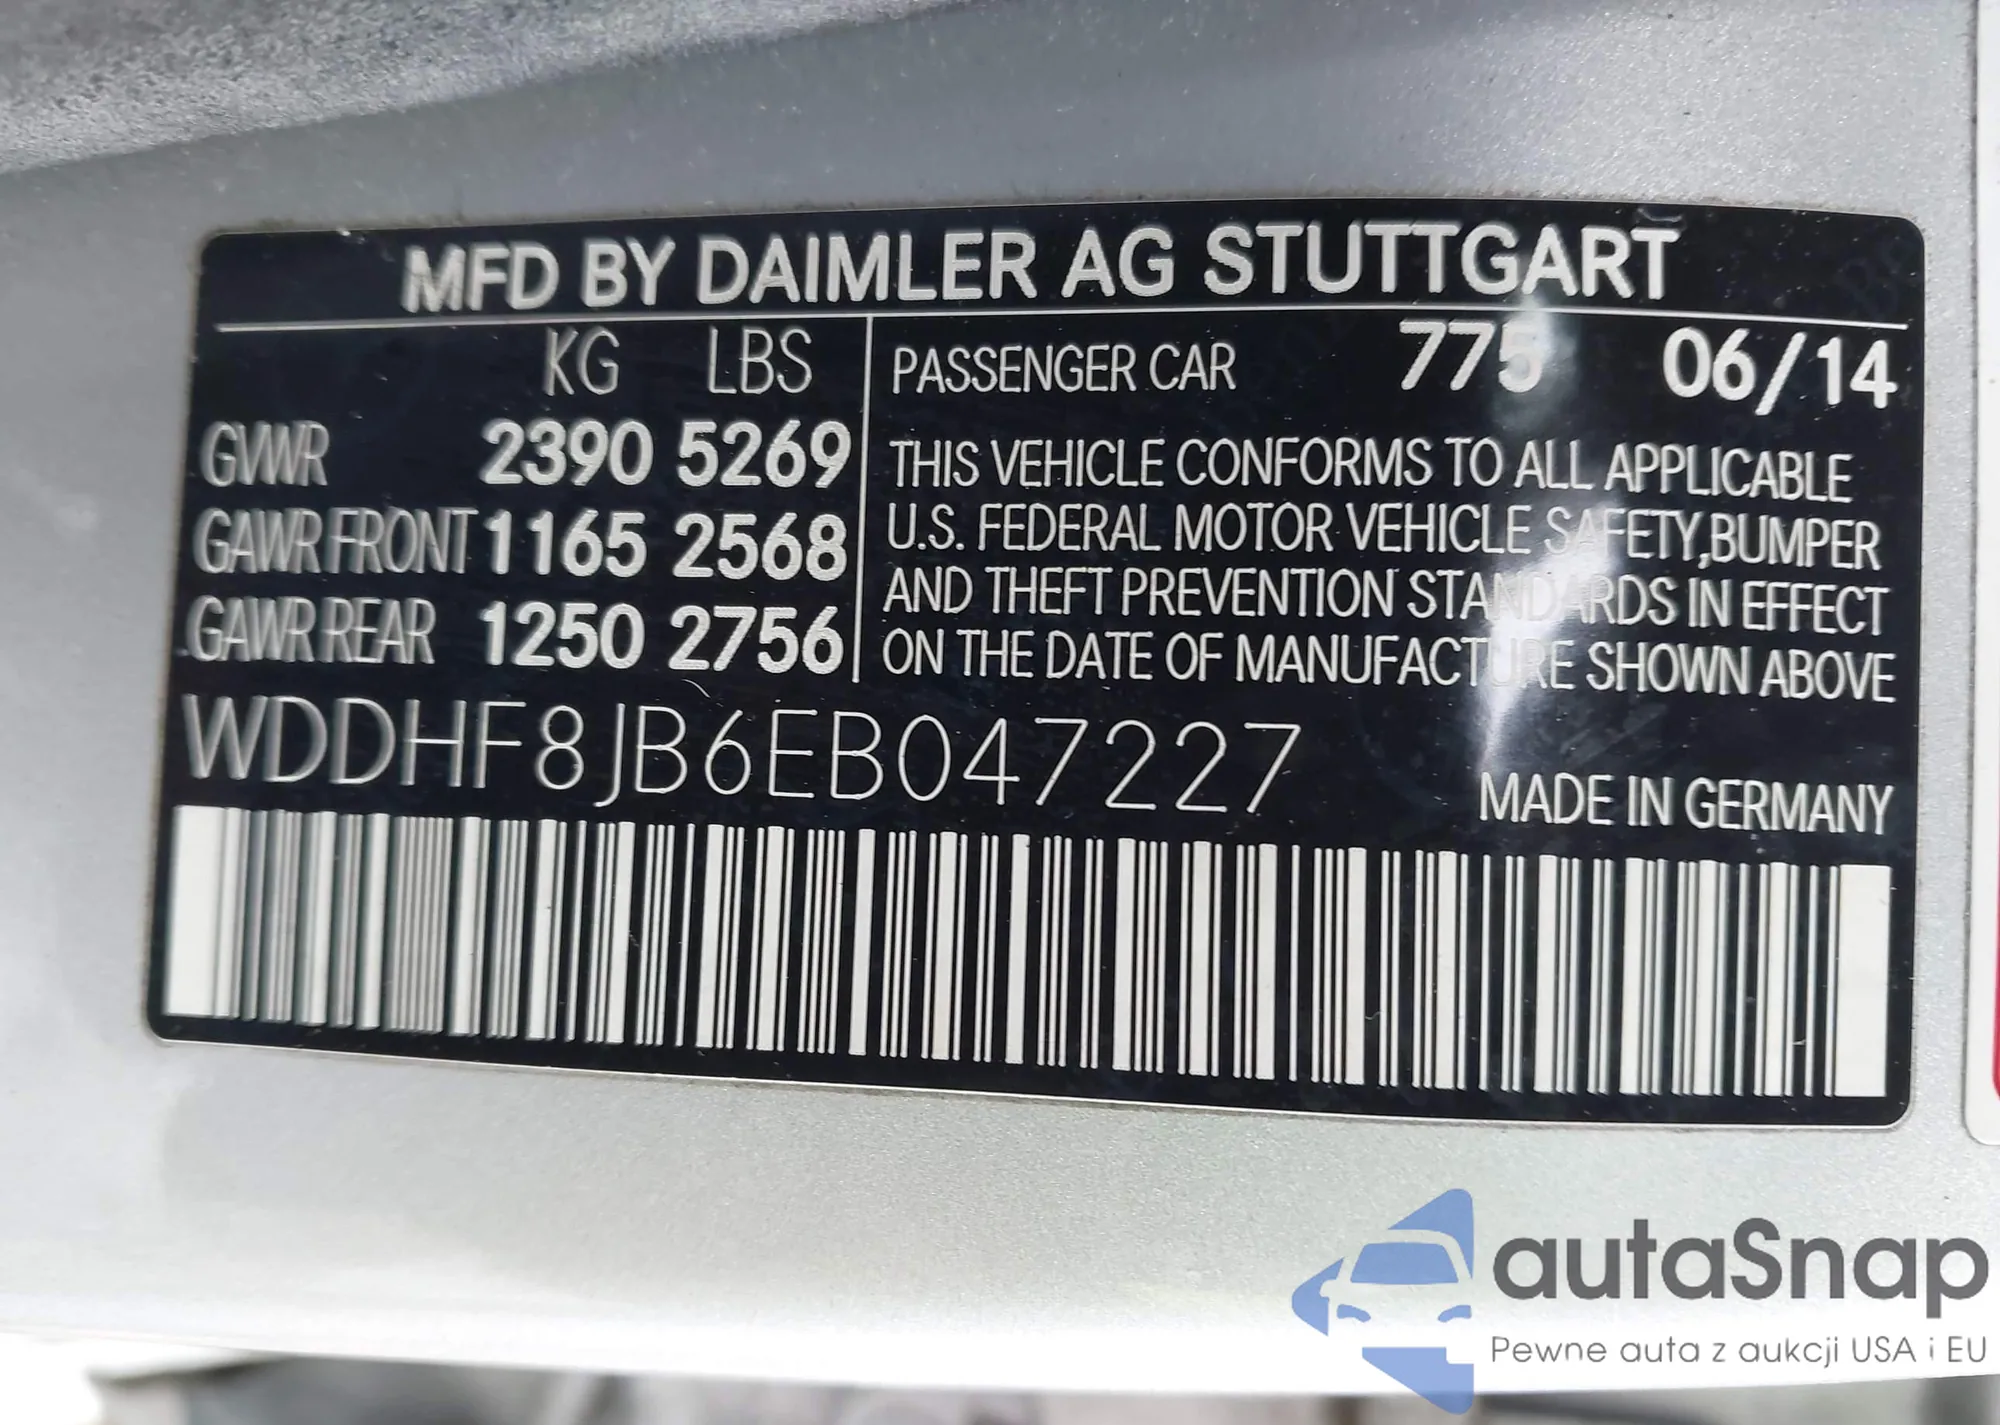 MFD BY DAIMLER AG STUTTGART
KG LBS
GVWR 2390 5269
GAWR FRONT 1165 2568
GAWR REAR 1250 2756
PASSENGER CAR 775 06/14
THIS VEHICLE CONFORMS TO ALL APPLICABLE
U.S. FEDERAL MOTOR VEHICLE SAFETY,BUMPER
AND THEFT PREVENTION STANDARDS IN EFFECT
ON THE DATE OF MANUFACTURE SHOWN ABOVE
WDDHF8JB6EB047227
MADE IN GERMANY
autaSnap
Pewne auta z aukcji USA i EU